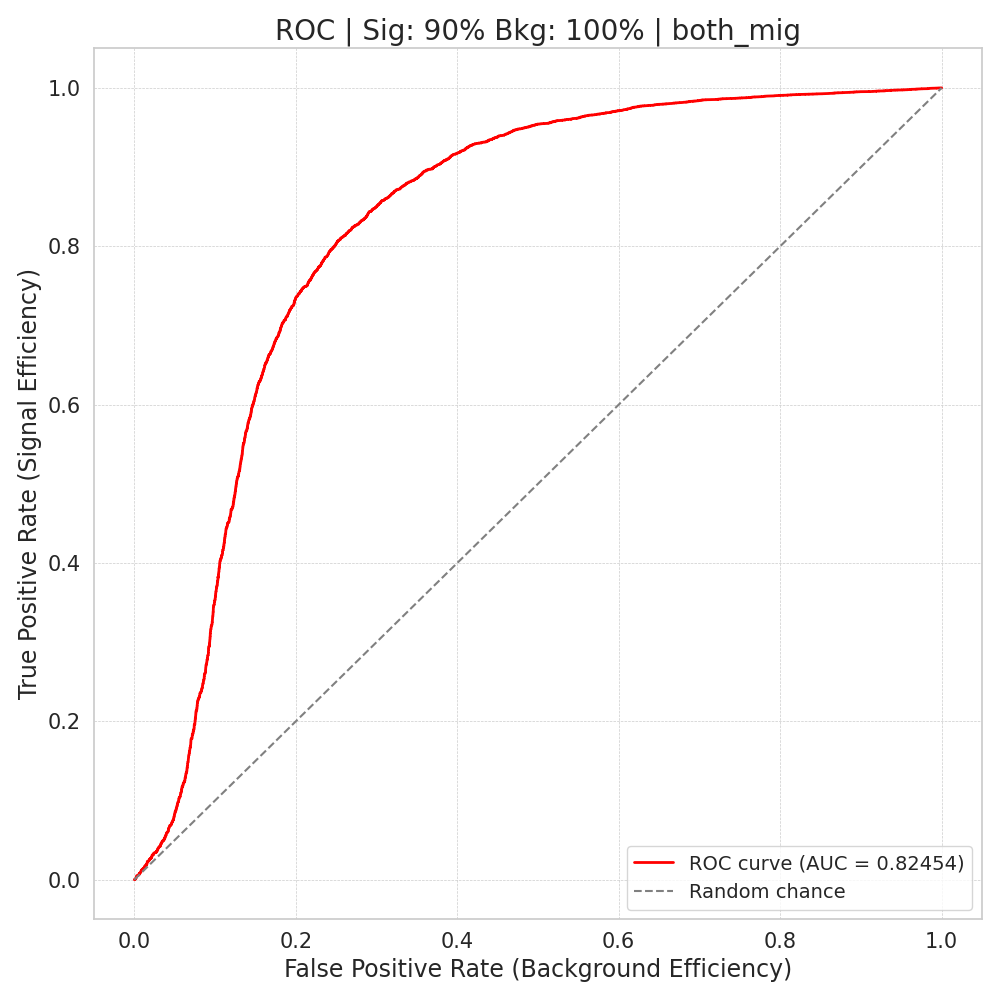 ROC | Sig: 90% Bkg: 100% | both_mig
True Positive Rate (Signal Efficiency)
1.0
0.8
0.6
0.4
0.2
0.0
ROC curve (AUC = 0.82454)
Random chance
0.0 0.2 0.4 0.6 0.8 1.0
False Positive Rate (Background Efficiency)